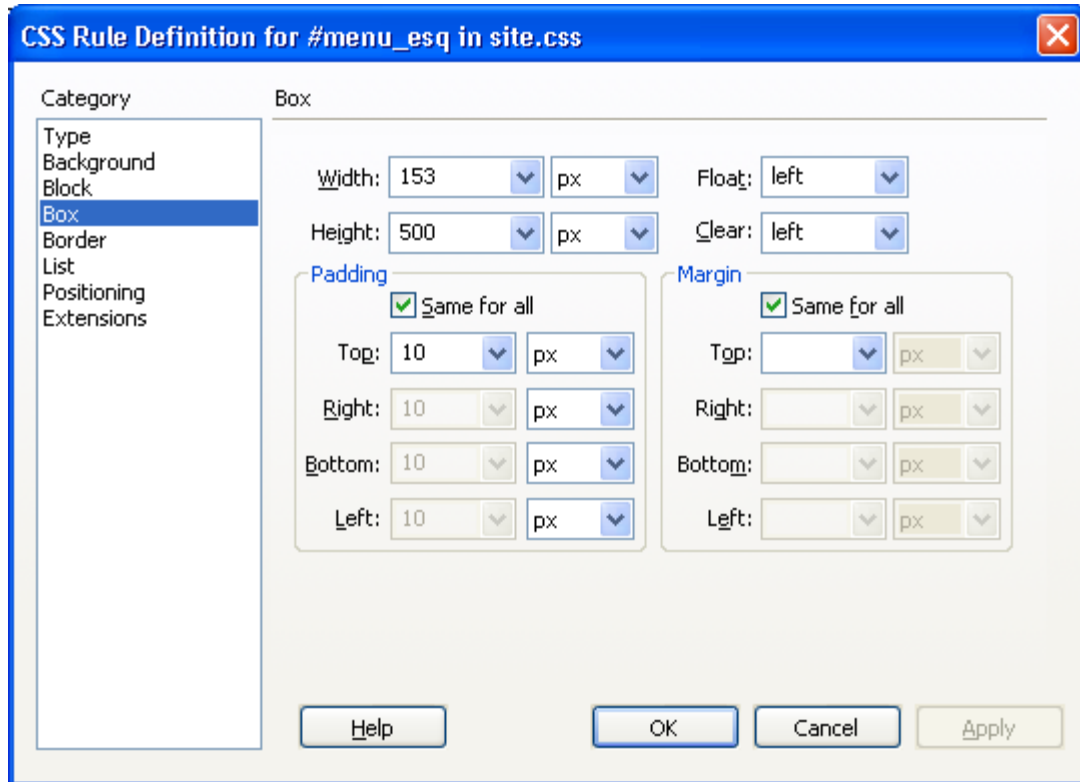 CSS Rule Definition for #menu_esq in site.css
Category
Type
Background
Block
Box
Border
List
Positioning
Extensions
Box
Width: 153 px Float: left
Height: 500 px Clear: left
Padding
Same for all
Top: 10 px
Right: 10 px
Bottom: 10 px
Left: 10 px
Margin
Same for all
Top: px
Right: px
Bottom: px
Left: px
Help OK Cancel Apply